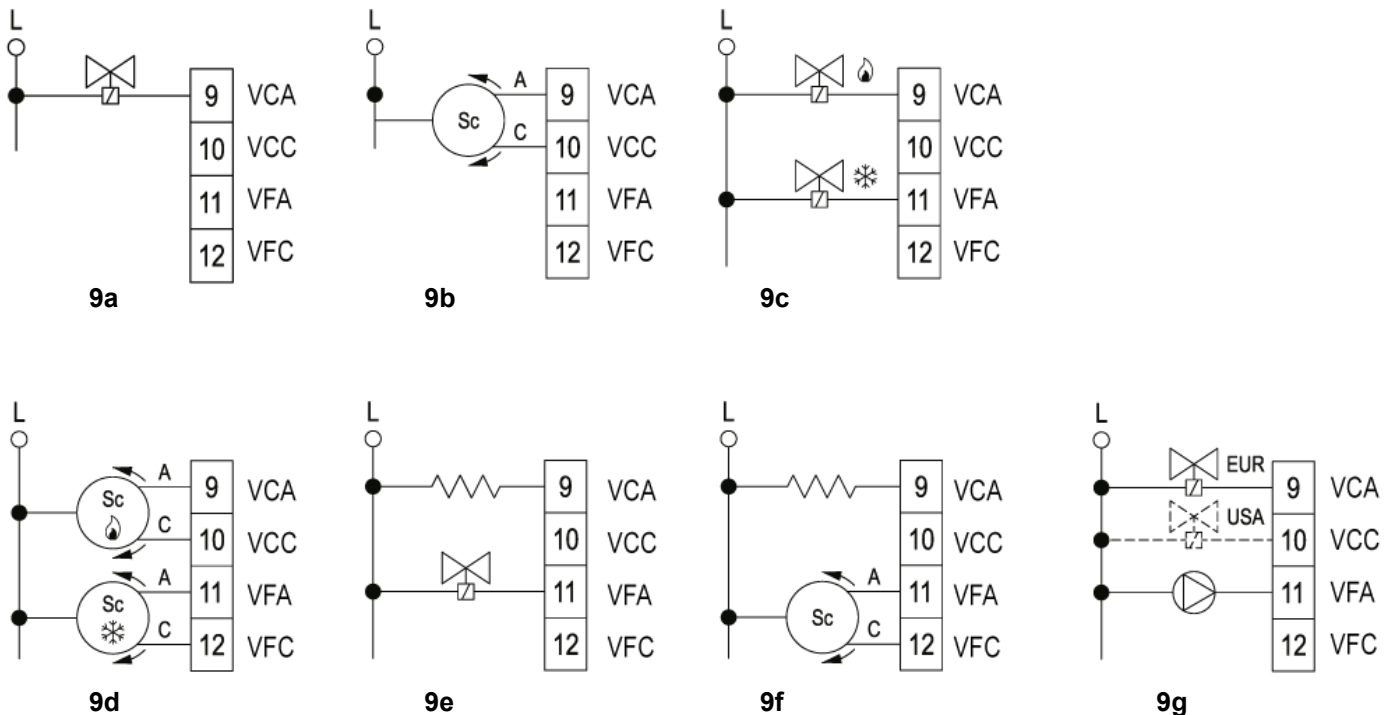 L
9 VCA
10 VCC
11 VFA
12 VFC
9a
L
Sc
A
C
9 VCA
10 VCC
11 VFA
12 VFC
9b
L
9 VCA
10 VCC
11 VFA
12 VFC
9c
L
Sc
A
C
Sc
A
C
9 VCA
10 VCC
11 VFA
12 VFC
9d
L
9 VCA
10 VCC
11 VFA
12 VFC
9e
L
Sc
A
C
9 VCA
10 VCC
11 VFA
12 VFC
9f
L
EUR
USA
9 VCA
10 VCC
11 VFA
12 VFC
9g